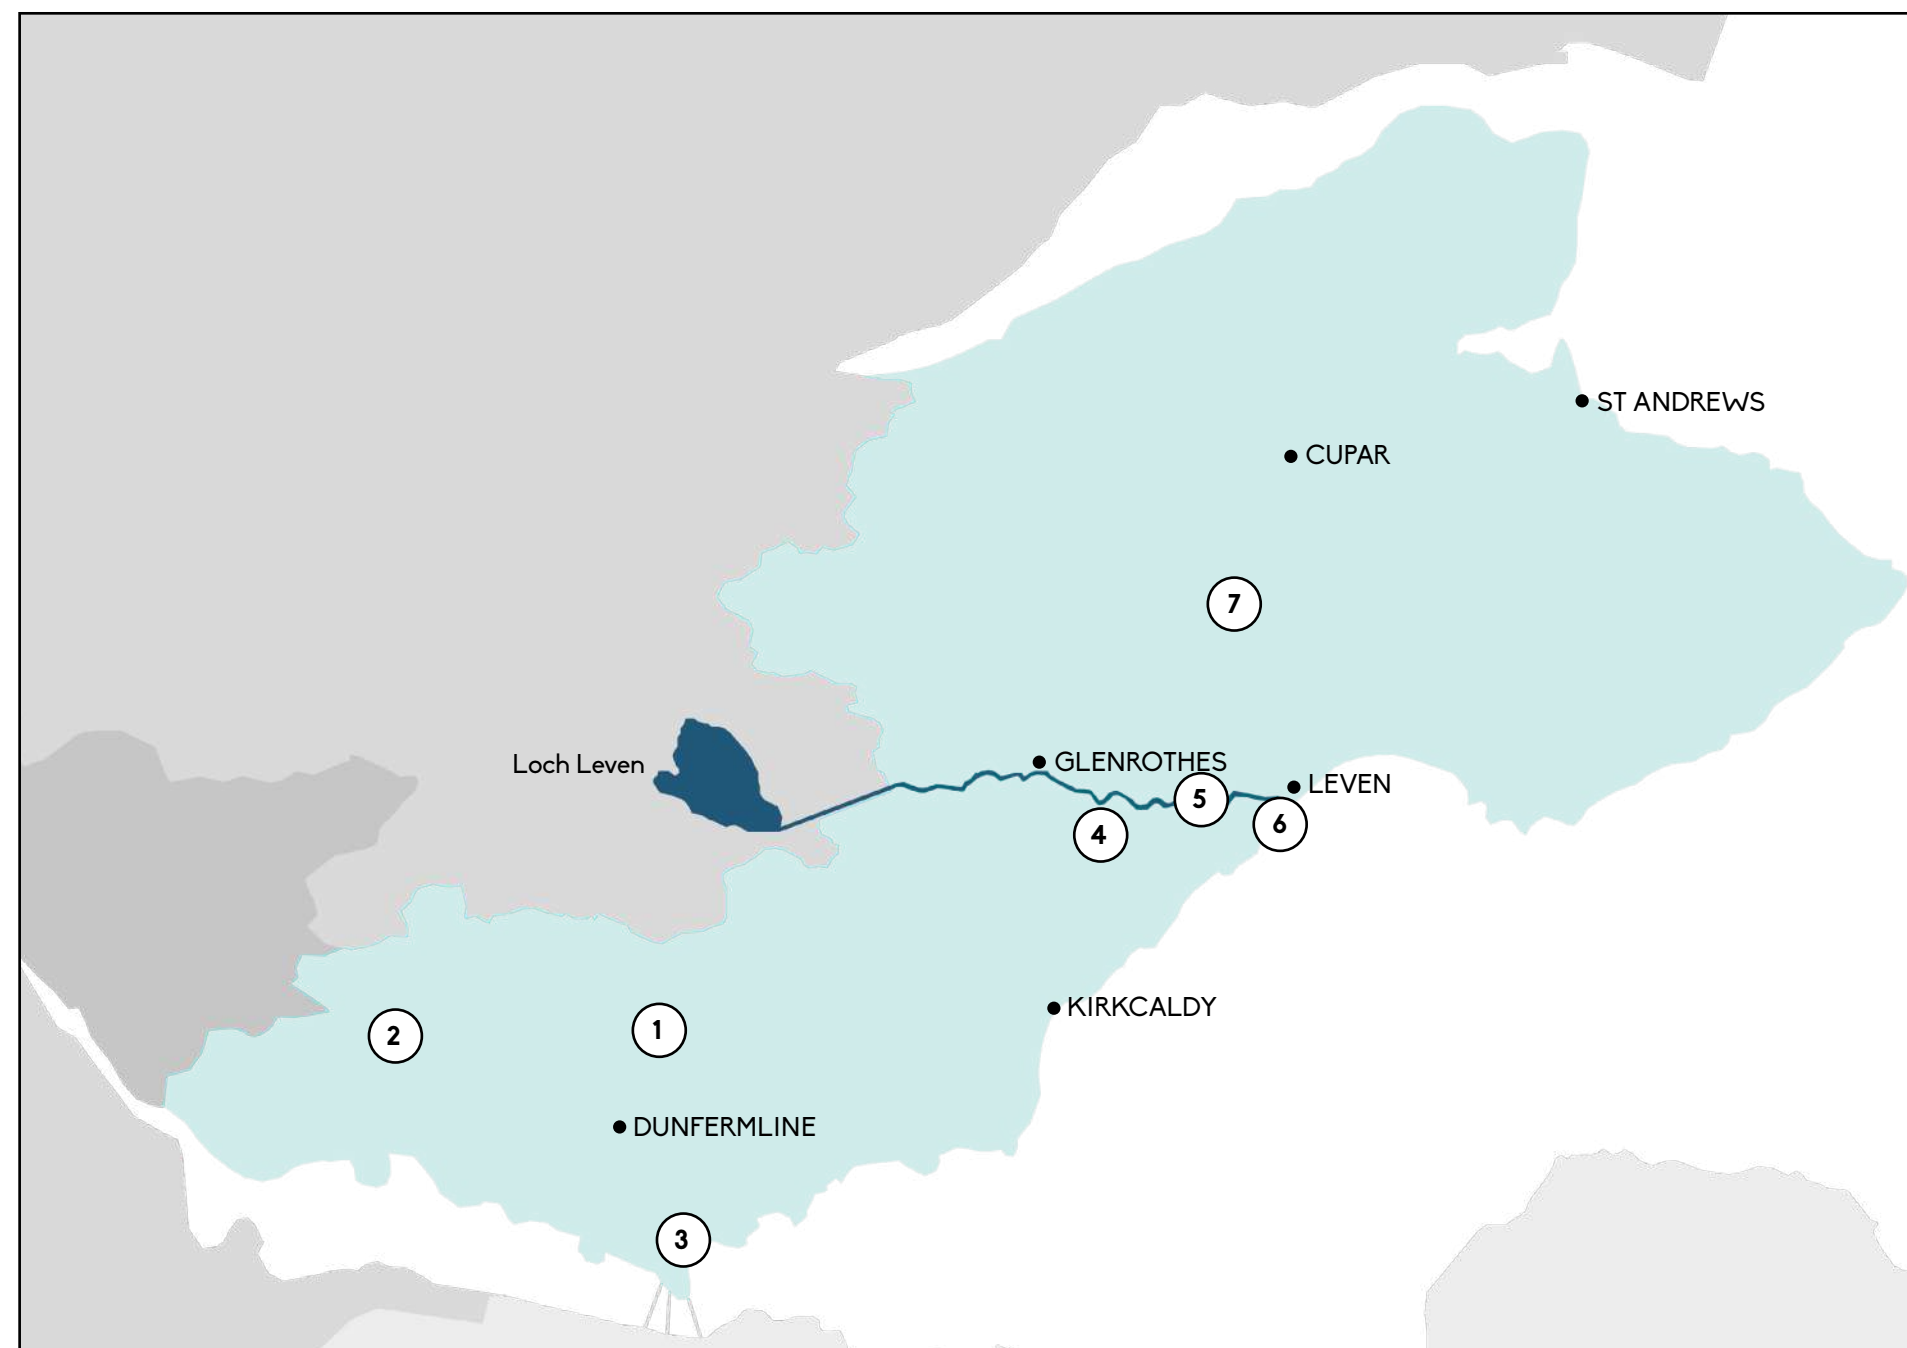 ST ANDREWS
CUPAR
7
Loch Leven
GLENROTHES
LEVEN
5
6
4
KIRKCALDY
2
1
DUNFERMLINE
3